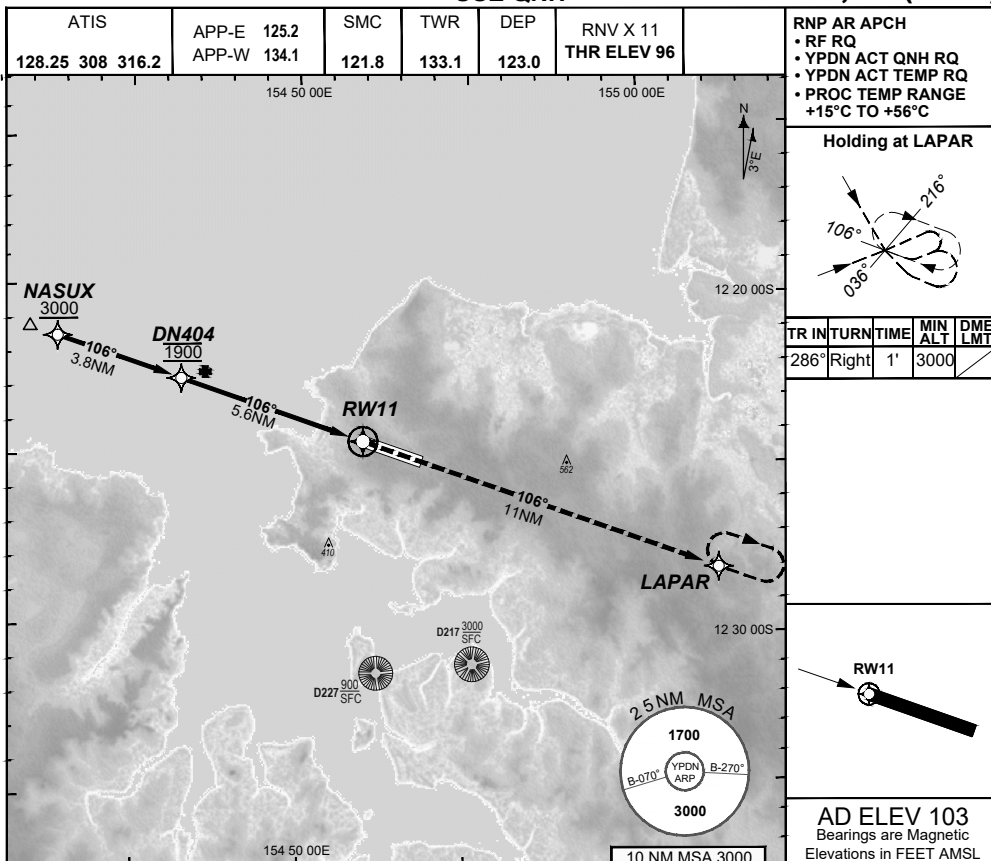 ATIS
128.25 308 316.2
APP-E 125.2
APP-W 134.1
SMC
121.8
TWR
133.1
DEP
123.0
RNV X 11
THR ELEV 96
RNP AR APCH
• RF RQ
• YPDN ACT QNH RQ
• YPDN ACT TEMP RQ
• PROC TEMP RANGE
+15°C TO +56°C
154 50 00E
155 00 00E
N
3°E
Holding at LAPAR
216°
106°
036°
TR IN TURN TIME MIN ALT DME LMT
286° Right 1' 3000
12 20 00S
NASUX
3000
106°
3.8NM
DN404
1900
106°
5.6NM
RW11
562
106°
11NM
410
LAPAR
12 30 00S
D217 3000
SFC
D227 900
SFC
25NM MSA
1700
B-070°
YPDN
ARP
B-270°
3000
RW11
AD ELEV 103
Bearings are Magnetic
Elevations in FEET AMSL
154 50 00E
10 NM MSA 3000